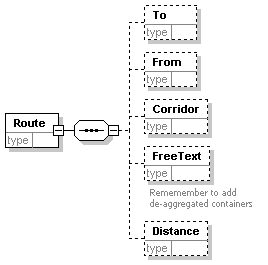 To
type
From
type
Corridor
type
Route
type
FreeText
type
Rememember to add
de-aggregated containers
Distance
type